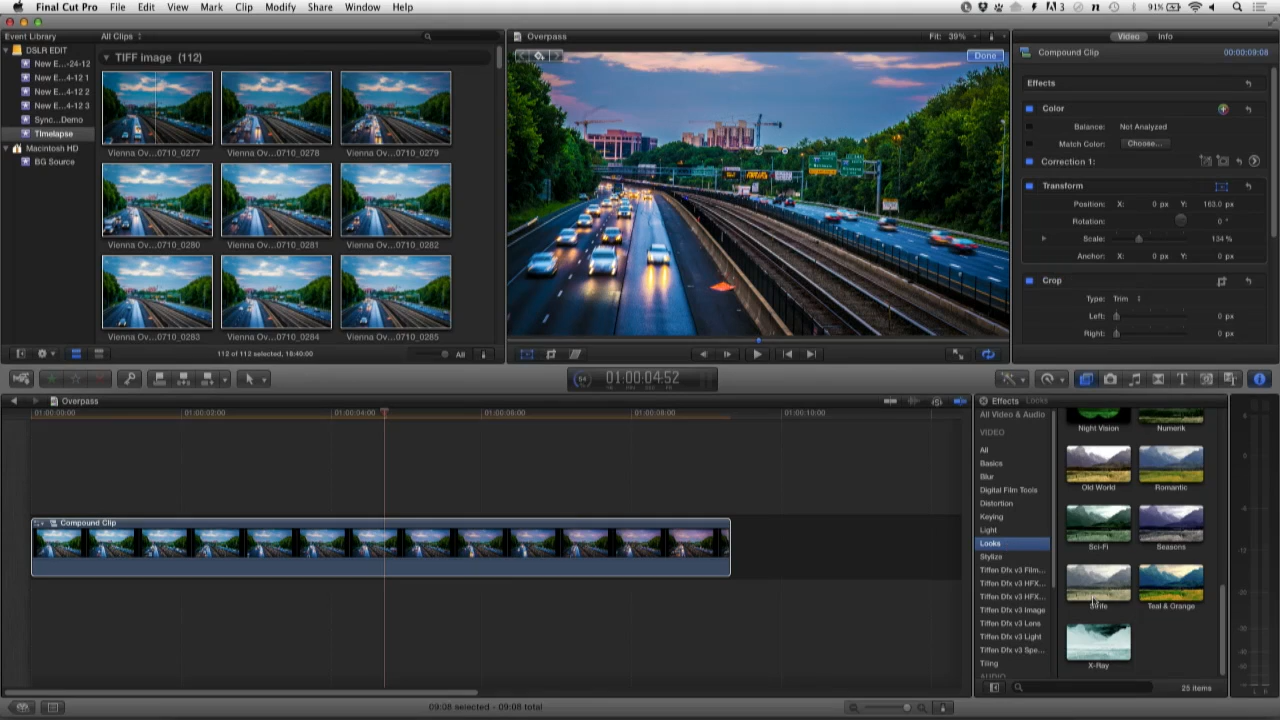 Final Cut Pro File Edit View Mark Clip Modify Share Window Help
3 91%
Event Library All Clips Overpass Fit: 39% Video Info
DSLR EDIT
New E...-24-12
New E...4-12 1
New E...4-12 2
New E...4-12 3
Sync...Demo
Timelapse
Macintosh HD
BG Source
TIFF image (112)
Vienna Ov...0710_0277 Vienna Ov...0710_0278 Vienna Ov...0710_0279
Vienna Ov...0710_0280 Vienna Ov...0710_0281 Vienna Ov...0710_0282
Vienna Ov...0710_0283 Vienna Ov...0710_0284 Vienna Ov...0710_0285
112 of 112 selected, 18:40:00 All
Done
Compound Clip 00:00:09:08
Effects
Color
Balance: Not Analyzed
Match Color: Choose...
Correction 1:
Transform
Position: X: 0 px Y: 163.0 px
Rotation: 0 °
Scale: 134 %
Anchor: X: 0 px Y: 0 px
Crop
Type: Trim
Left: 0 px
Right: 0 px
54 01:00:04:52
Overpass
01:00:00:00 01:00:02:00 01:00:04:00 01:00:06:00 01:00:08:00 01:00:10:00
Compound Clip
09:08 selected - 09:08 total
Effects Looks
All Video & Audio
VIDEO
All
Basics
Blur
Digital Film Tools
Distortion
Keying
Light
Looks
Stylize
Tiffen Dfx v3 Film...
Tiffen Dfx v3 HFX...
Tiffen Dfx v3 HFX...
Tiffen Dfx v3 Image
Tiffen Dfx v3 Lens
Tiffen Dfx v3 Light
Tiffen Dfx v3 Spe...
Tiling
AUDIO
Night Vision Numerik
Old World Romantic
Sci-Fi Seasons
Teal & Orange
X-Ray
25 items
L R